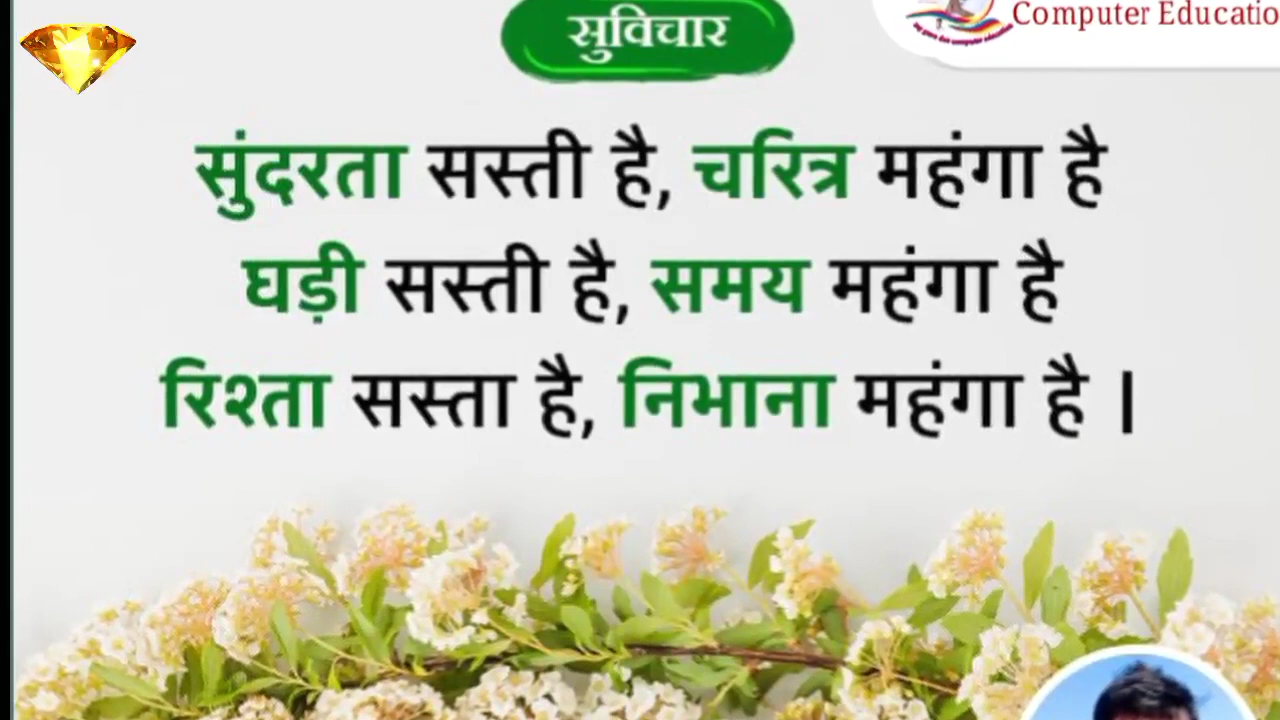 सुविचार
Computer Educatio
सुंदरता सस्ती है, चरित्र महंगा है
घड़ी सस्ती है, समय महंगा है
रिश्ता सस्ता है, निभाना महंगा है ।